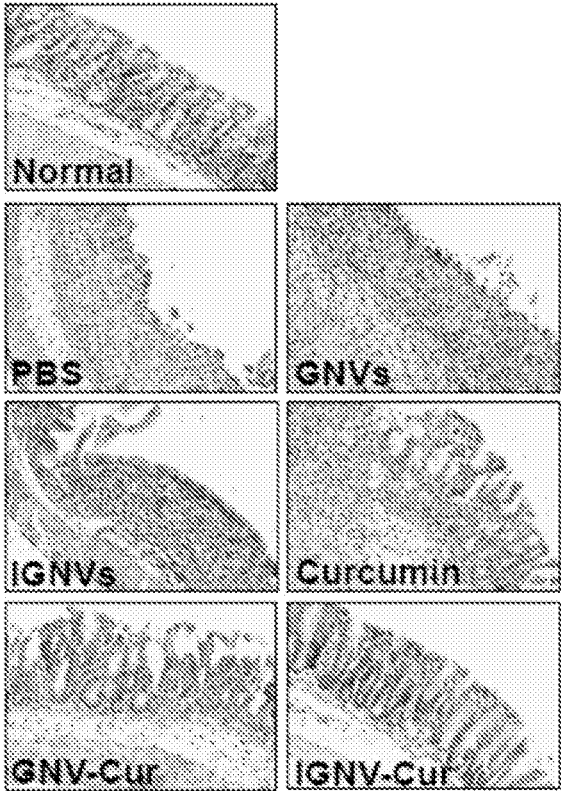 Normal
PBS
GNVs
IGNVs
Curcumin
GNV-Cur
IGNV-Cur